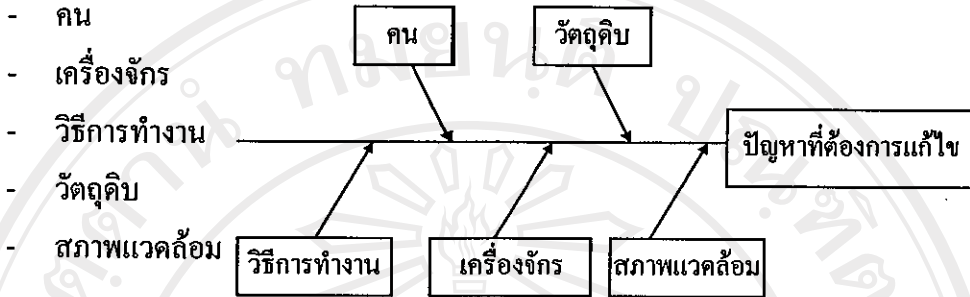 - คน
- เครื่องจักร
- วิธีการทำงาน
- วัตถุดิบ
- สภาพแวดล้อม
คน
วัตถุดิบ
ปัญหาที่ต้องการแก้ไข
วิธีการทำงาน
เครื่องจักร
สภาพแวดล้อม